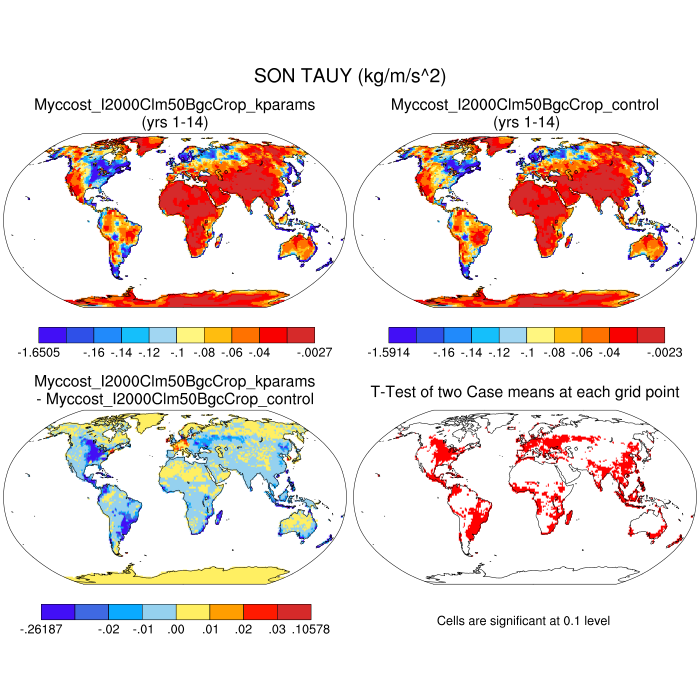 SON TAUY (kg/m/s^2)
Myccost_I2000Clm50BgcCrop_kparams
(yrs 1-14)
Myccost_I2000Clm50BgcCrop_control
(yrs 1-14)
-1.6505 -.16 -.14 -.12 -.1 -.08 -.06 -.04 -.0027
-1.5914 -.16 -.14 -.12 -.1 -.08 -.06 -.04 -.0023
Myccost_I2000Clm50BgcCrop_kparams
- Myccost_I2000Clm50BgcCrop_control
T-Test of two Case means at each grid point
-.26187 -.02 -.01 .00 .01 .02 .03 .10578
Cells are significant at 0.1 level